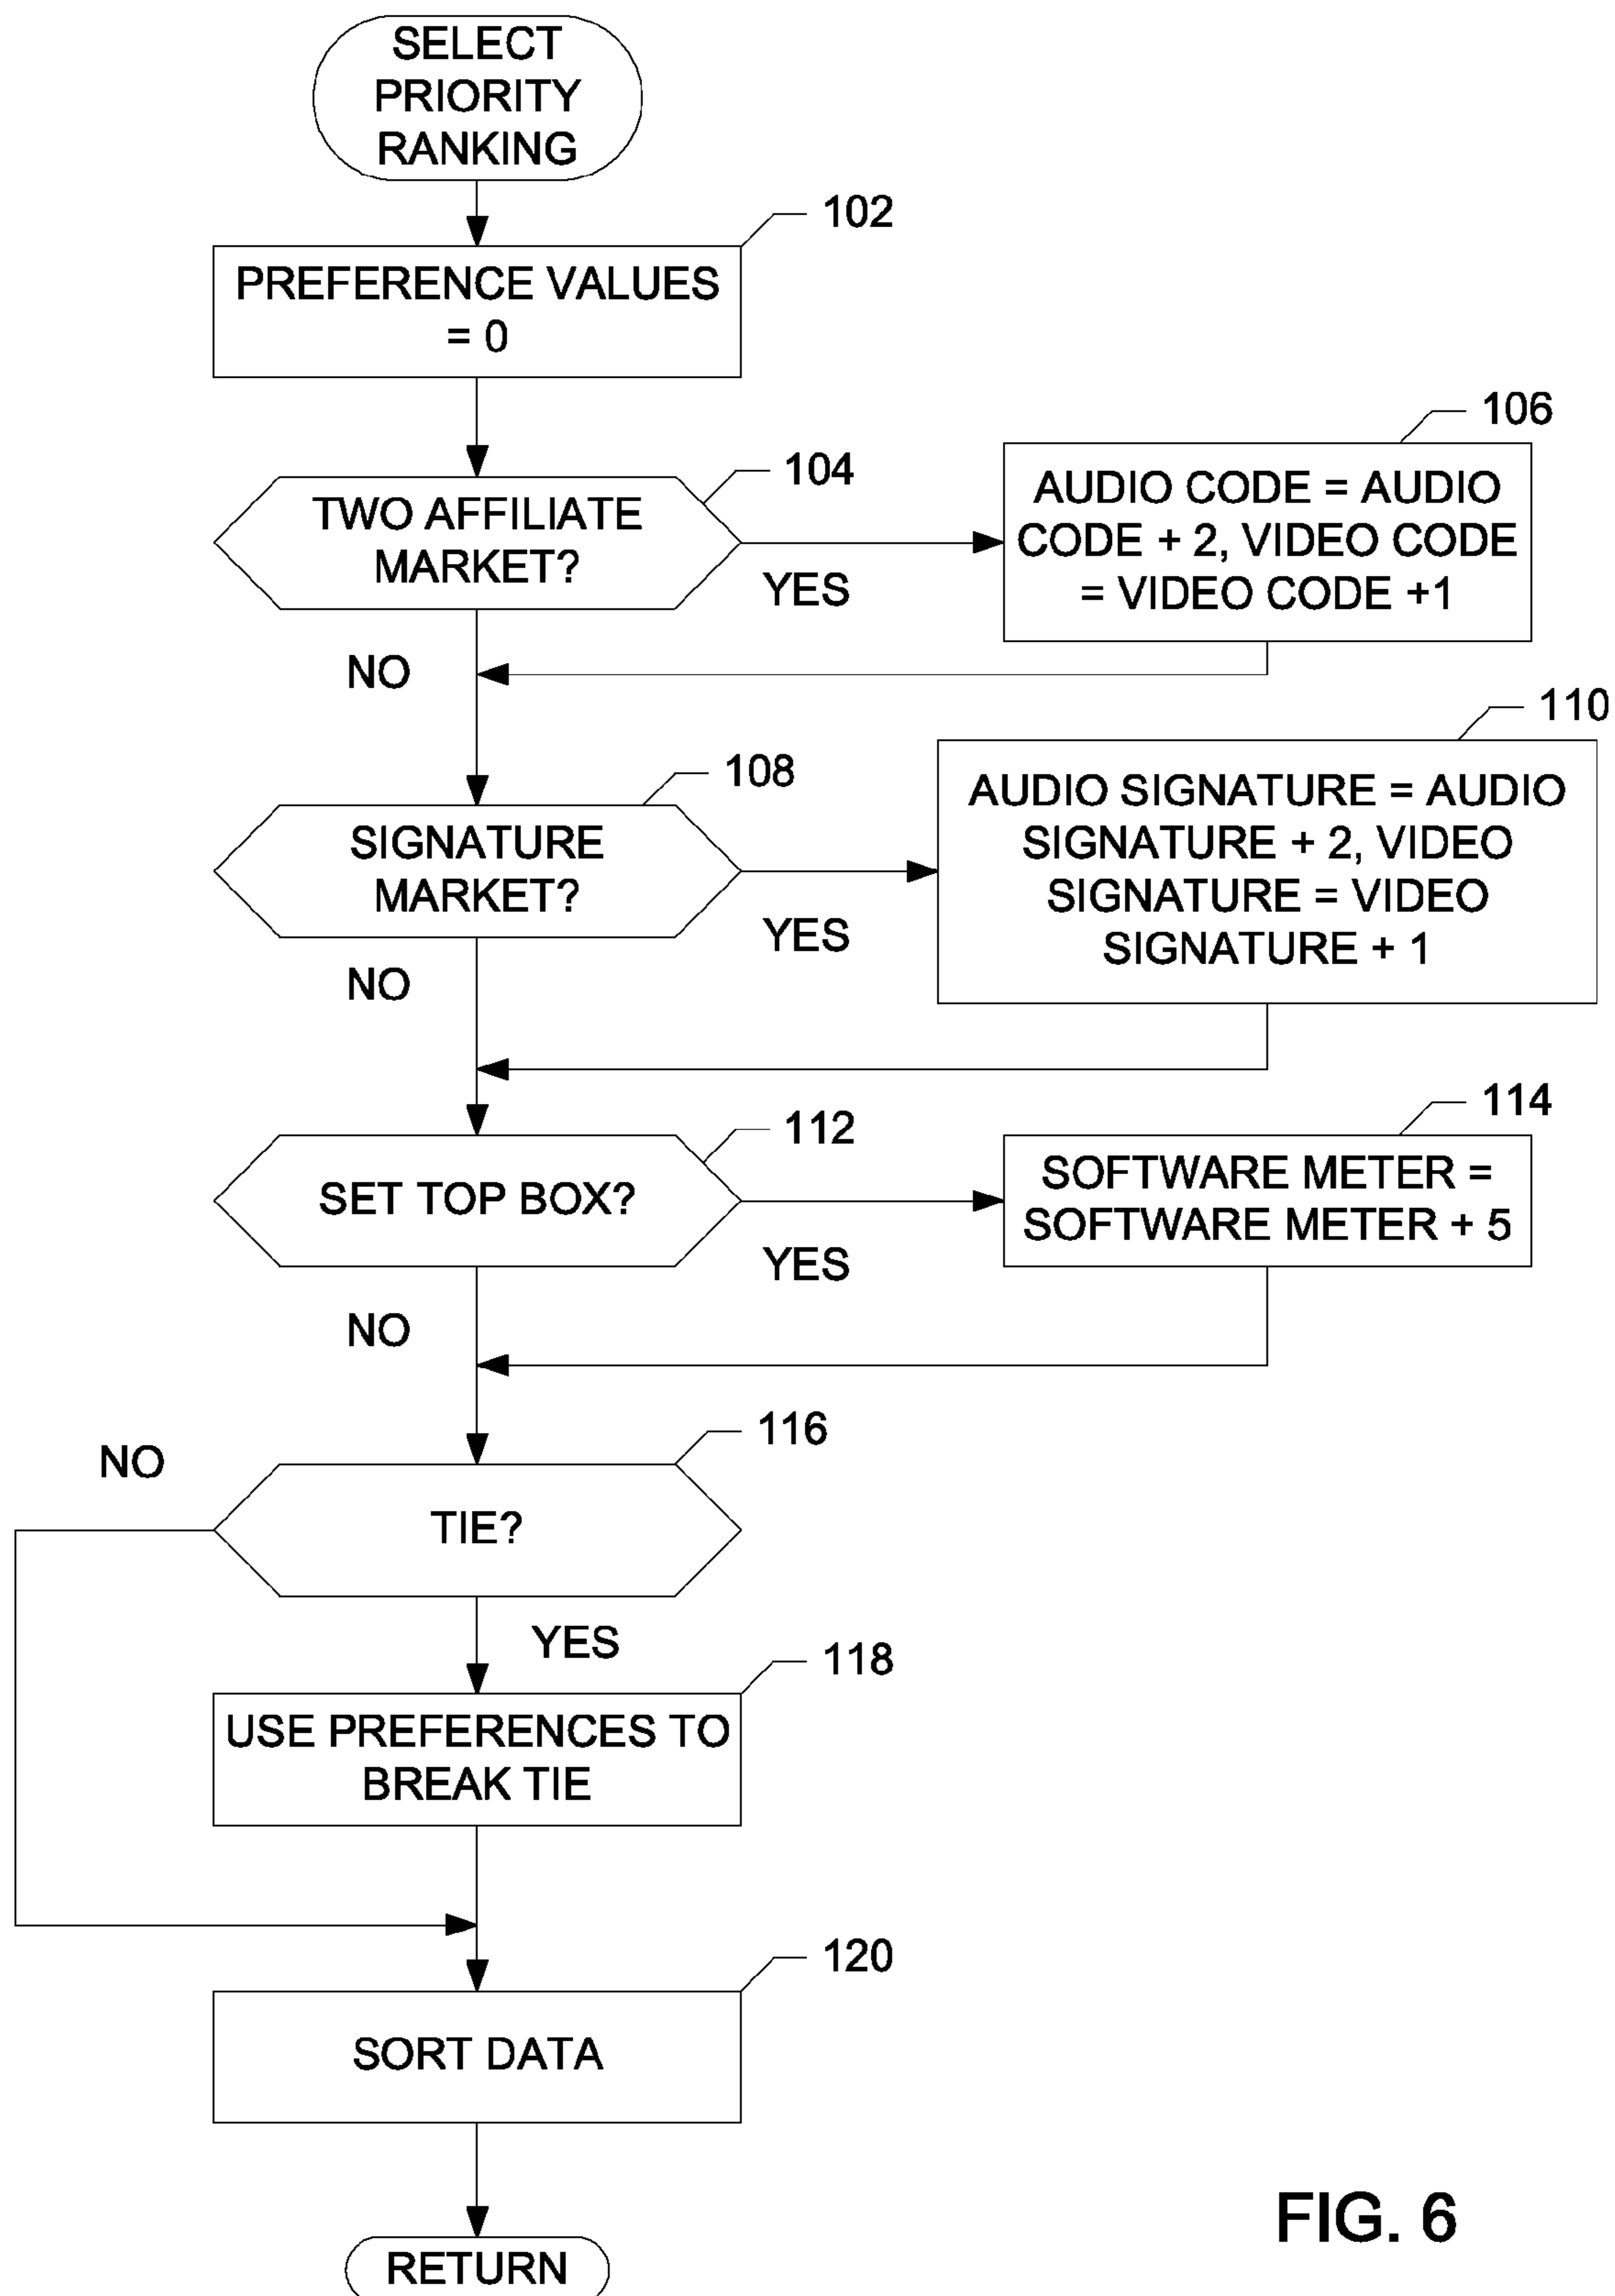 SELECT
PRIORITY
RANKING
102
PREFERENCE VALUES
= 0
106
104
TWO AFFILIATE
MARKET?
YES
AUDIO CODE = AUDIO
CODE + 2, VIDEO CODE
= VIDEO CODE +1
NO
110
108
SIGNATURE
MARKET?
YES
AUDIO SIGNATURE = AUDIO
SIGNATURE + 2, VIDEO
SIGNATURE = VIDEO
SIGNATURE + 1
NO
112
114
SET TOP BOX?
YES
SOFTWARE METER =
SOFTWARE METER + 5
NO
116
NO
TIE?
YES
118
USE PREFERENCES TO
BREAK TIE
120
SORT DATA
RETURN
FIG. 6